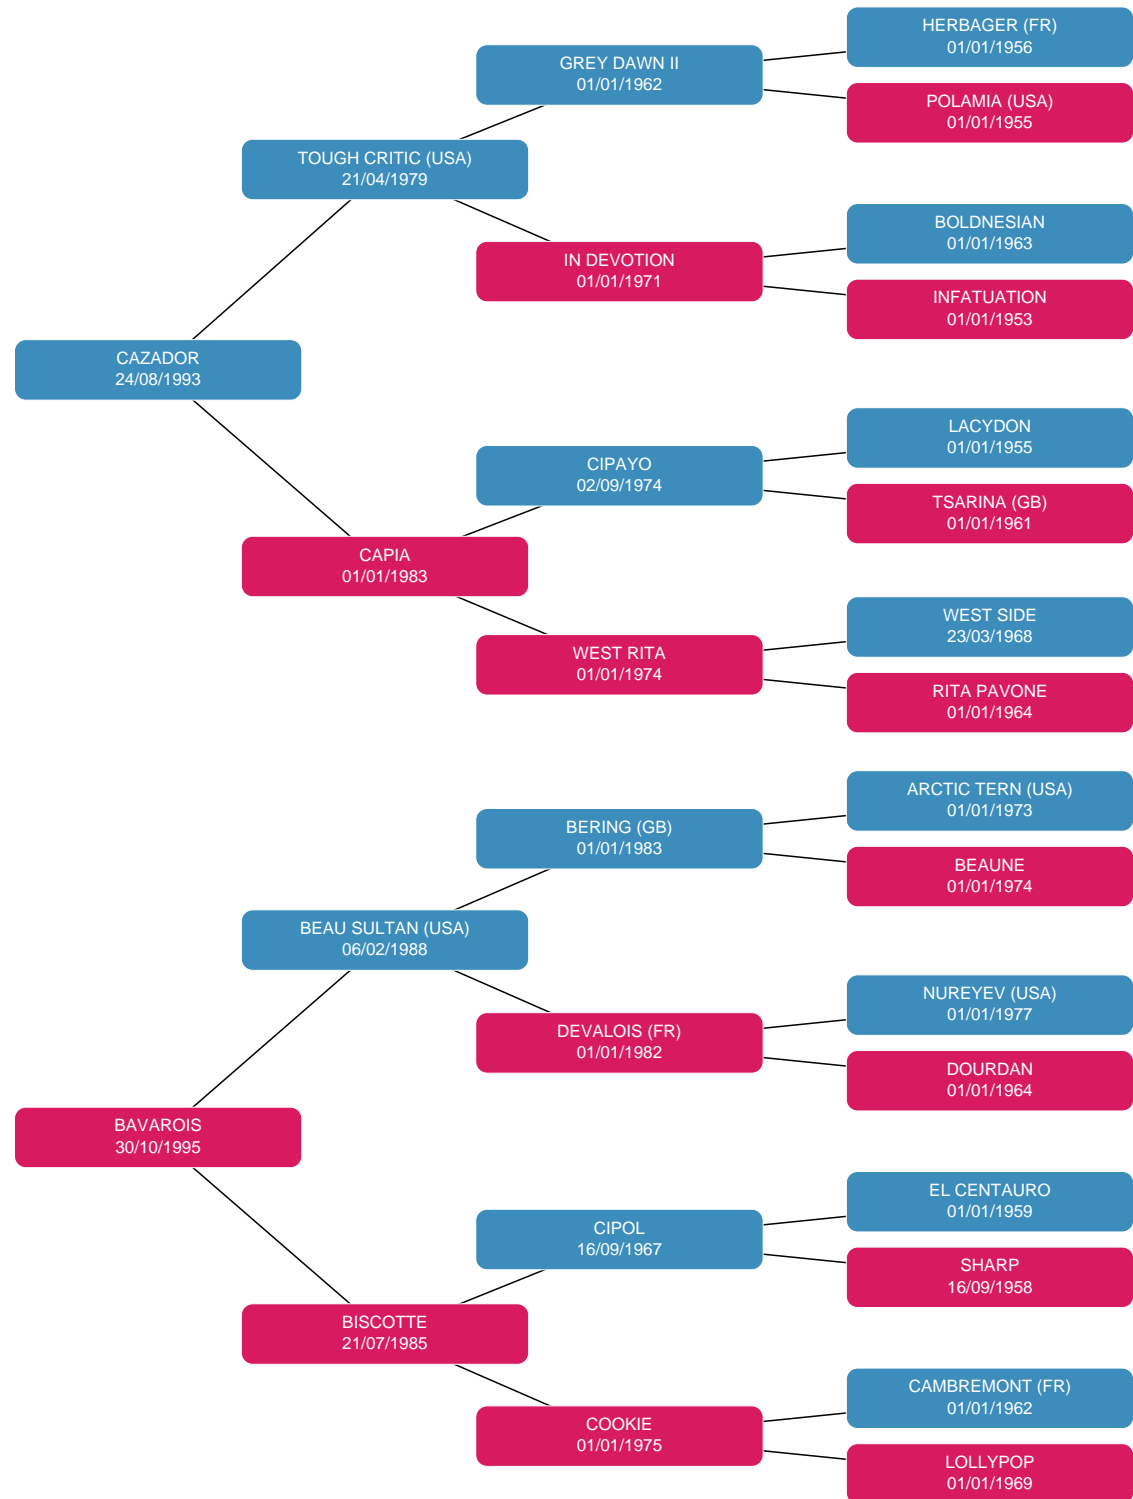 HERBAGER (FR)
01/01/1956
GREY DAWN II
01/01/1962
POLAMIA (USA)
01/01/1955
TOUGH CRITIC (USA)
21/04/1979
BOLDNESIAN
01/01/1963
IN DEVOTION
01/01/1971
INFATUATION
01/01/1953
CAZADOR
24/08/1993
LACYDON
01/01/1955
CIPAYO
02/09/1974
TSARINA (GB)
01/01/1961
CAPIA
01/01/1983
WEST SIDE
23/03/1968
WEST RITA
01/01/1974
RITA PAVONE
01/01/1964
ARCTIC TERN (USA)
01/01/1973
BERING (GB)
01/01/1983
BEAUNE
01/01/1974
BEAU SULTAN (USA)
06/02/1988
NUREYEV (USA)
01/01/1977
DEVALOIS (FR)
01/01/1982
DOURDAN
01/01/1964
BAVAROIS
30/10/1995
EL CENTAURO
01/01/1959
CIPOL
16/09/1967
SHARP
16/09/1958
BISCOTTE
21/07/1985
CAMBREMONT (FR)
01/01/1962
COOKIE
01/01/1975
LOLLYPOP
01/01/1969